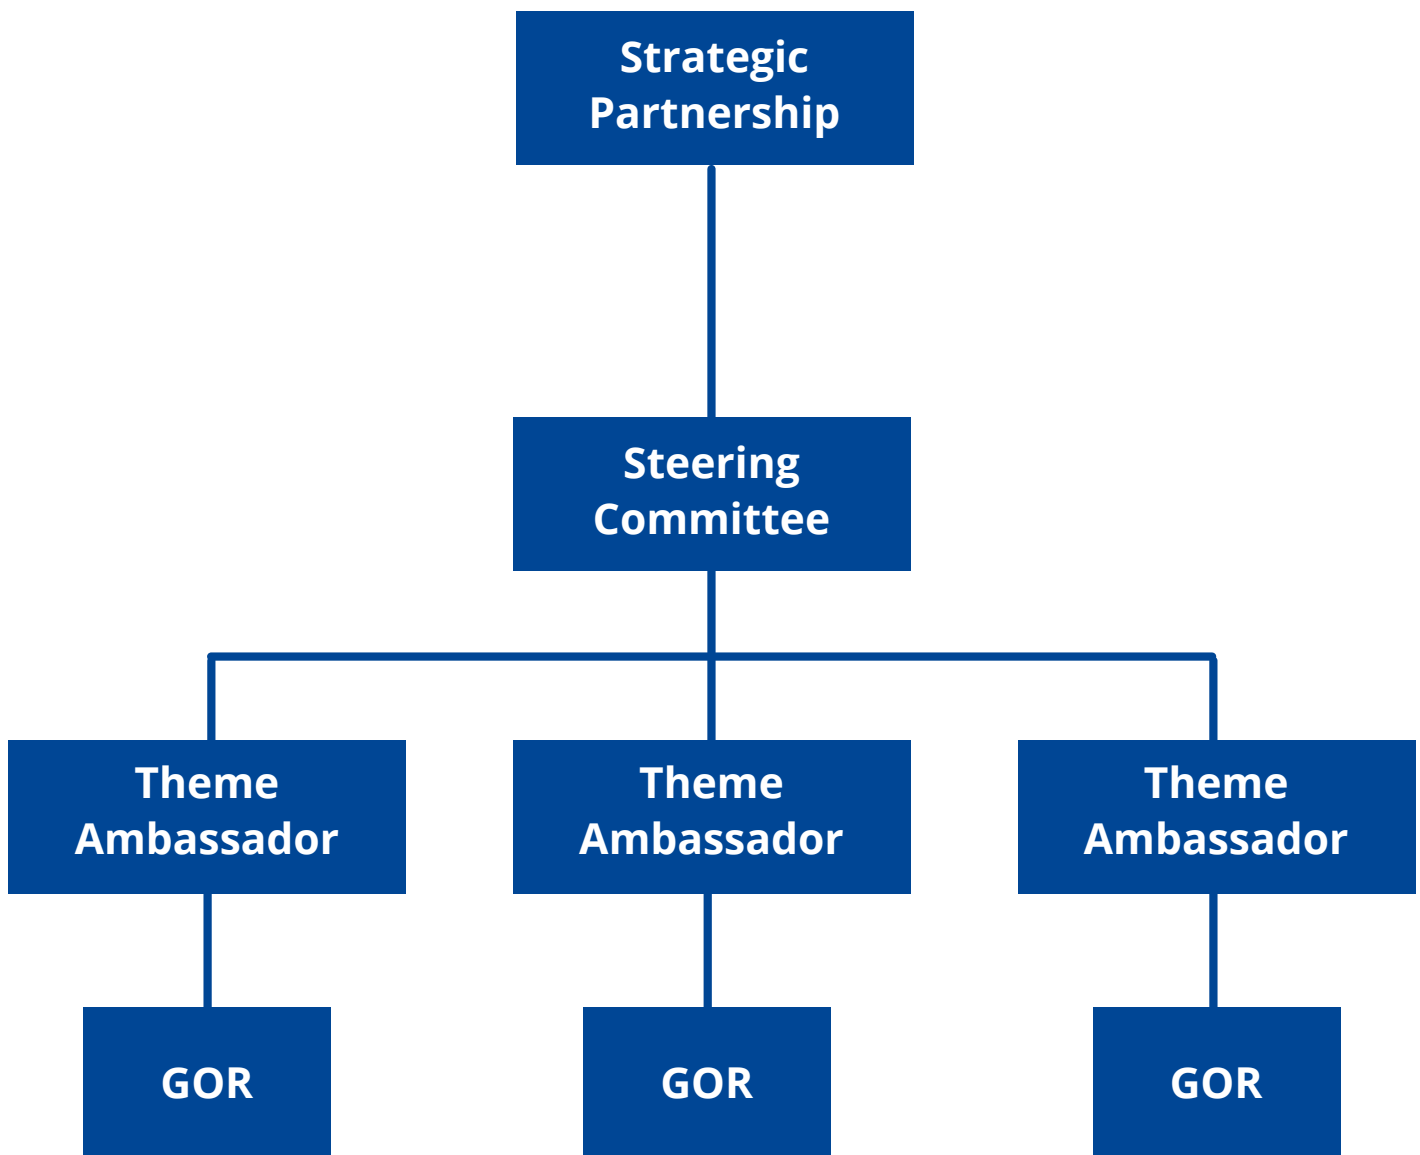 Strategic
Partnership
Steering
Committee
Theme
Ambassador
Theme
Ambassador
Theme
Ambassador
GOR
GOR
GOR